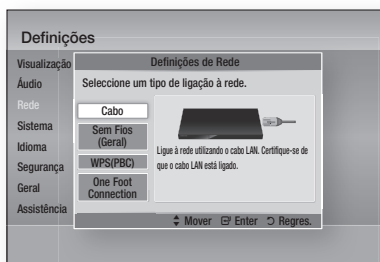 Definições
Visualização
Áudio
Rede
Sistema
Idioma
Segurança
Geral
Assistência
Definições de Rede
Seleccione um tipo de ligação à rede.
Cabo
Sem Fios
(Geral)
WPS(PBC)
One Foot
Connection
Ligue à rede utilizando o cabo LAN. Certifique-se de
que o cabo LAN está ligado.
Mover Enter Regres.